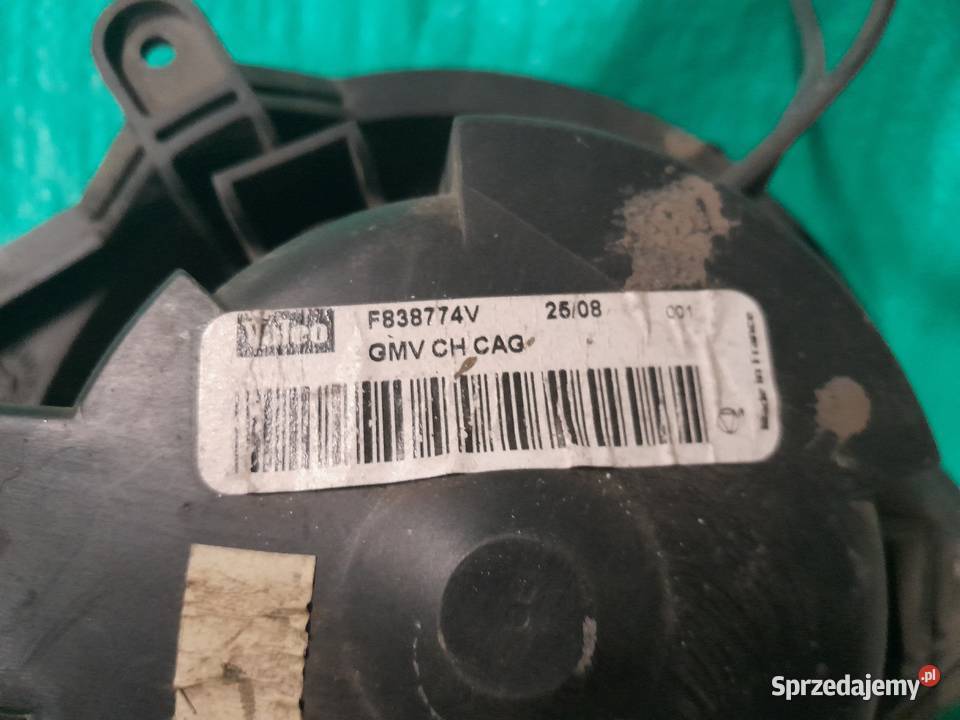 Valeo F838774V 25/08 001
GMV CH CAG
Made in France
Sprzedajemy.pl